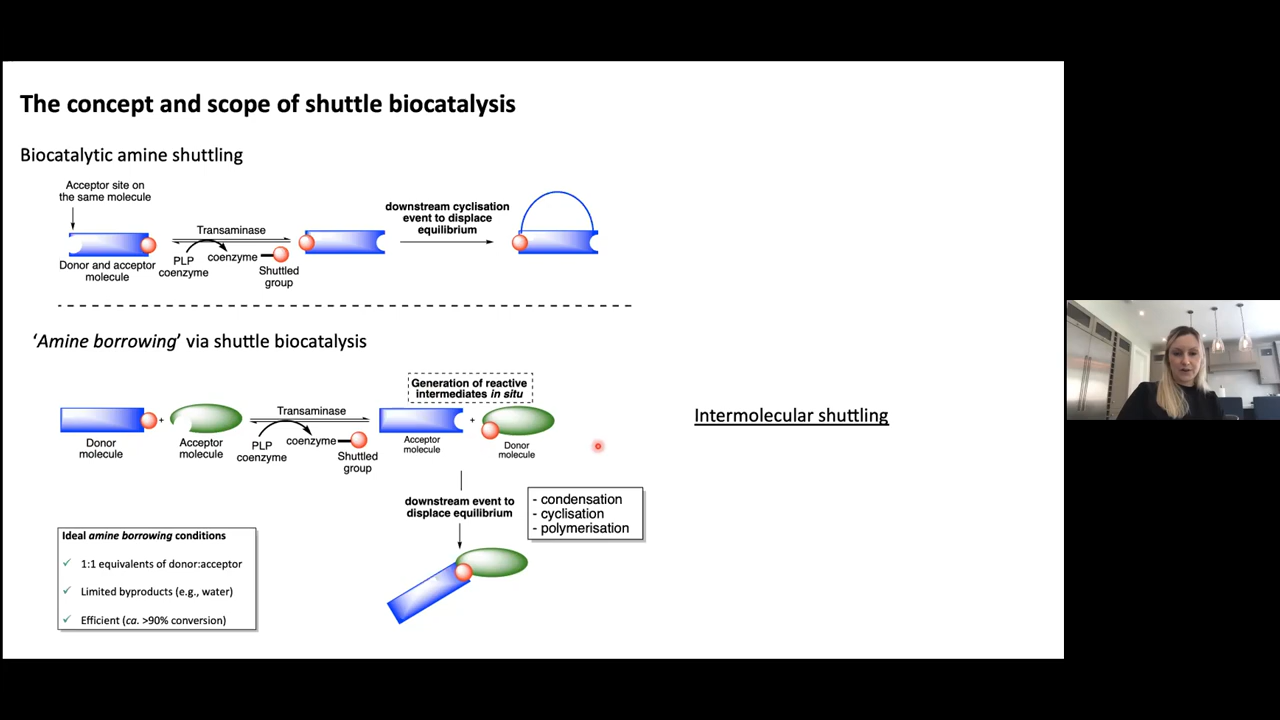 The concept and scope of shuttle biocatalysis
Biocatalytic amine shuttling
Acceptor site on
the same molecule
Transaminase
PLP
coenzyme
coenzyme
Shuttled
group
Donor and acceptor
molecule
downstream cyclisation
event to displace
equilibrium
‘Amine borrowing’ via shuttle biocatalysis
Donor
molecule
+
Acceptor
molecule
Transaminase
PLP
coenzyme
coenzyme
Shuttled
group
Generation of reactive
intermediates in situ
Acceptor
molecule
+
Donor
molecule
Intermolecular shuttling
downstream event to
displace equilibrium
- condensation
- cyclisation
- polymerisation
Ideal amine borrowing conditions
✓ 1:1 equivalents of donor:acceptor
✓ Limited byproducts (e.g., water)
✓ Efficient (ca. >90% conversion)